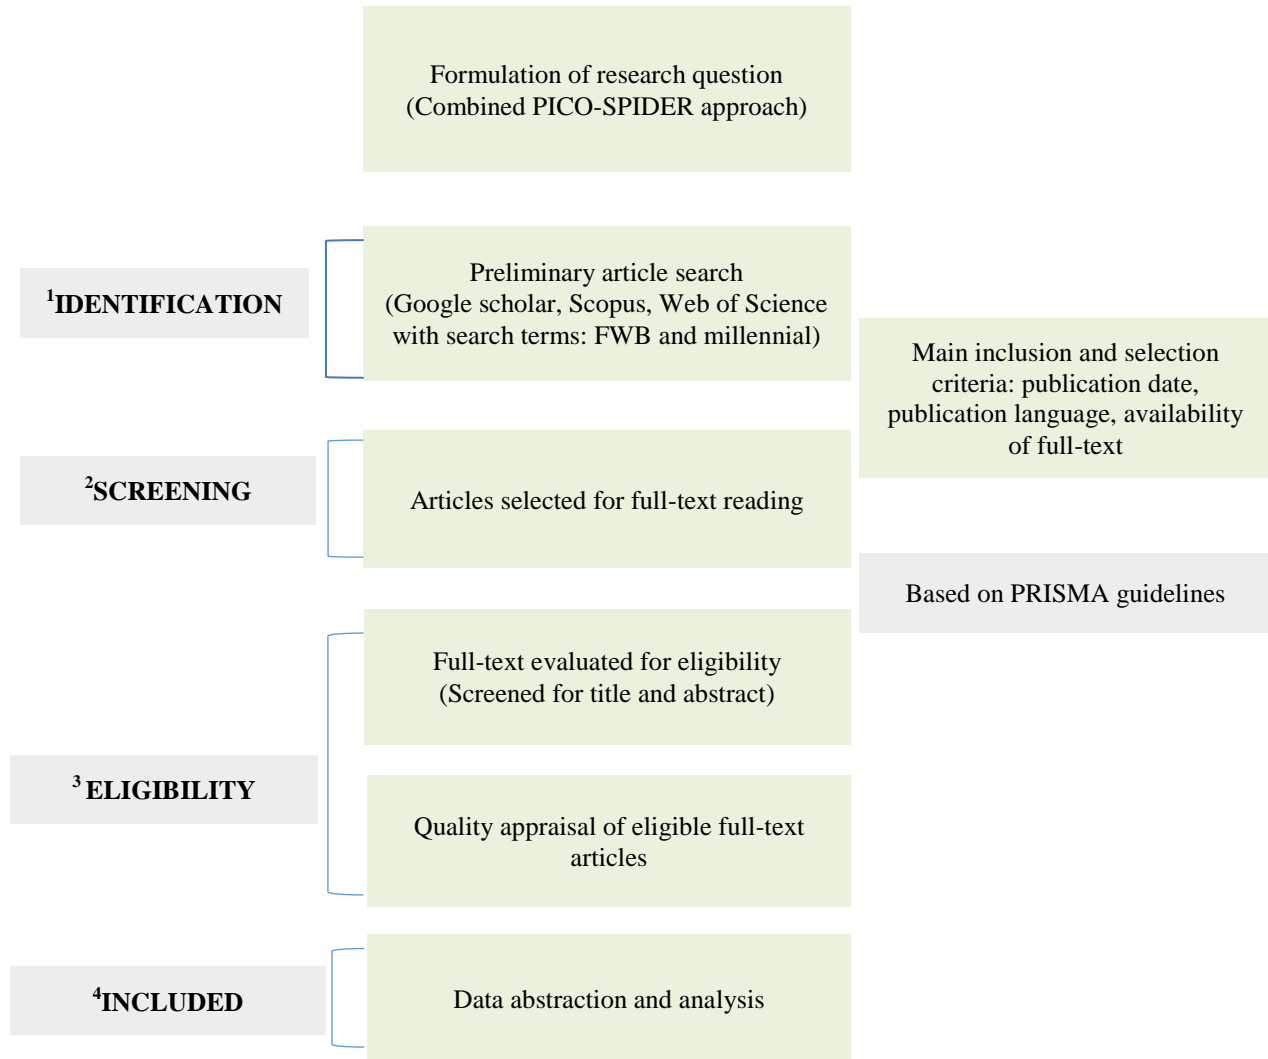 Formulation of research question
(Combined PICO-SPIDER approach)
¹IDENTIFICATION
Preliminary article search
(Google scholar, Scopus, Web of Science
with search terms: FWB and millennial)
Main inclusion and selection
criteria: publication date,
publication language, availability
of full-text
²SCREENING
Articles selected for full-text reading
Based on PRISMA guidelines
Full-text evaluated for eligibility
(Screened for title and abstract)
³ ELIGIBILITY
Quality appraisal of eligible full-text
articles
⁴INCLUDED
Data abstraction and analysis